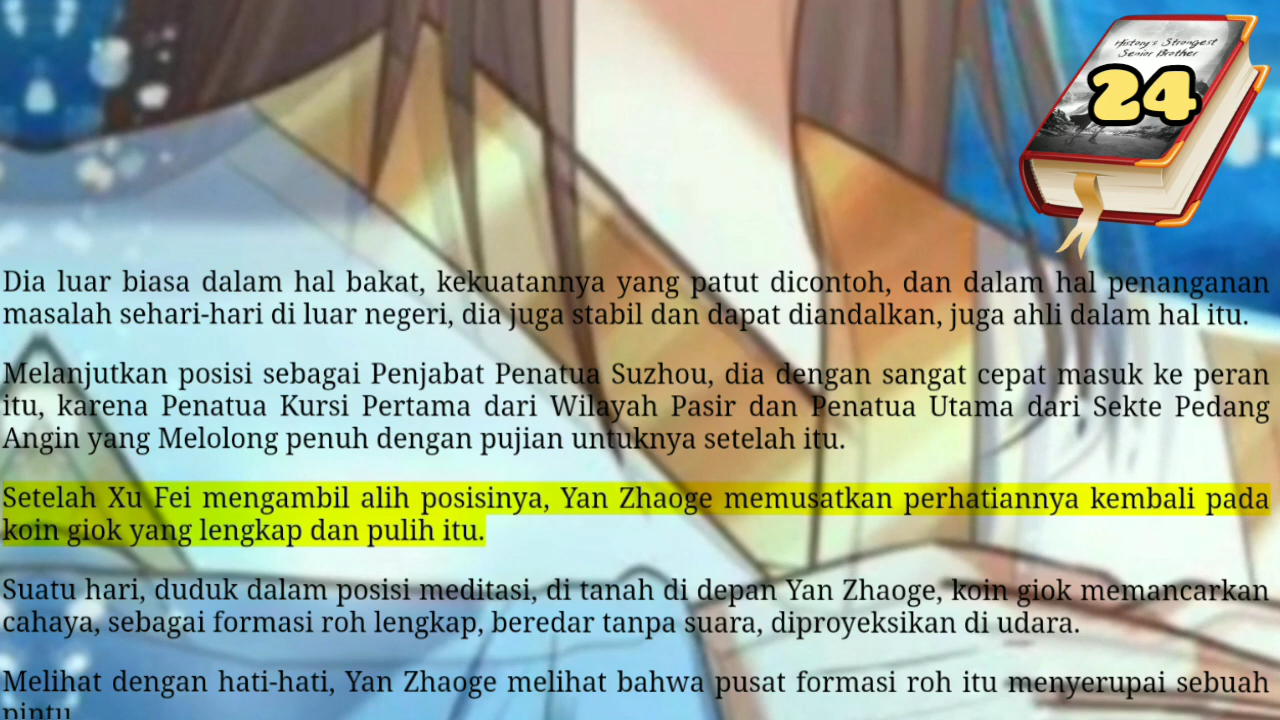 History's Strongest
Senior Brother
24
Dia luar biasa dalam hal bakat, kekuatannya yang patut dicontoh, dan dalam hal penanganan
masalah sehari-hari di luar negeri, dia juga stabil dan dapat diandalkan, juga ahli dalam hal itu.
Melanjutkan posisi sebagai Penjabat Penatua Suzhou, dia dengan sangat cepat masuk ke peran
itu, karena Penatua Kursi Pertama dari Wilayah Pasir dan Penatua Utama dari Sekte Pedang
Angin yang Melolong penuh dengan pujian untuknya setelah itu.
Setelah Xu Fei mengambil alih posisinya, Yan Zhaoge memusatkan perhatiannya kembali pada
koin giok yang lengkap dan pulih itu.
Suatu hari, duduk dalam posisi meditasi, di tanah di depan Yan Zhaoge, koin giok memancarkan
cahaya, sebagai formasi roh lengkap, beredar tanpa suara, diproyeksikan di udara.
Melihat dengan hati-hati, Yan Zhaoge melihat bahwa pusat formasi roh itu menyerupai sebuah
pintu.